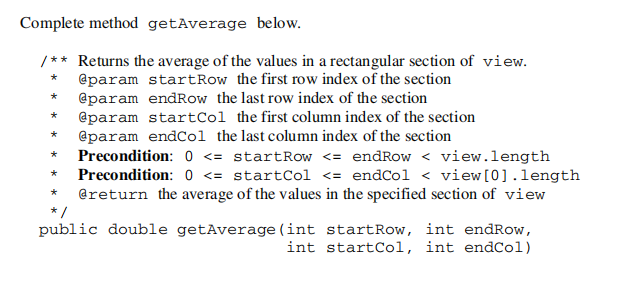 Complete method getAverage below.
/** Returns the average of the values in a rectangular section of view.
* @param startRow the first row index of the section
* @param endRow the last row index of the section
* @param startCol the first column index of the section
* @param endCol the last column index of the section
* Precondition: 0 <= startRow <= endRow < view.length
* Precondition: 0 <= startCol <= endCol < view[0].length
* @return the average of the values in the specified section of view
*/
public double getAverage(int startRow, int endRow,
int startCol, int endCol)